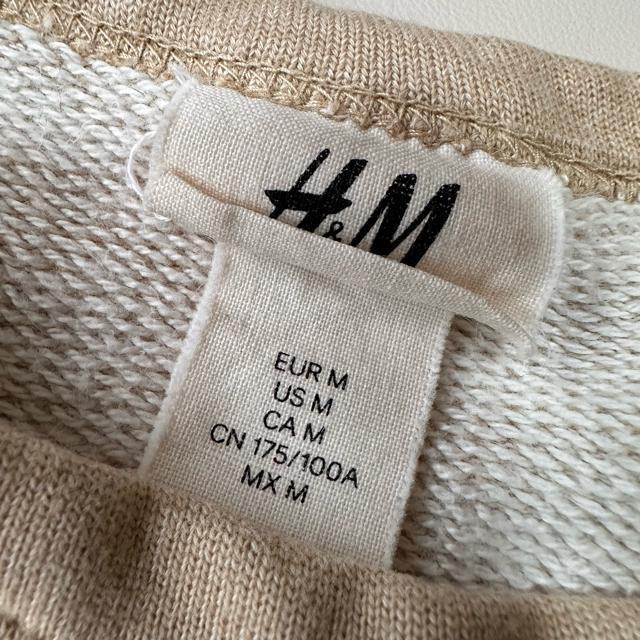 H&M
EUR M
US M
CA M
CN 175/100A
MX M